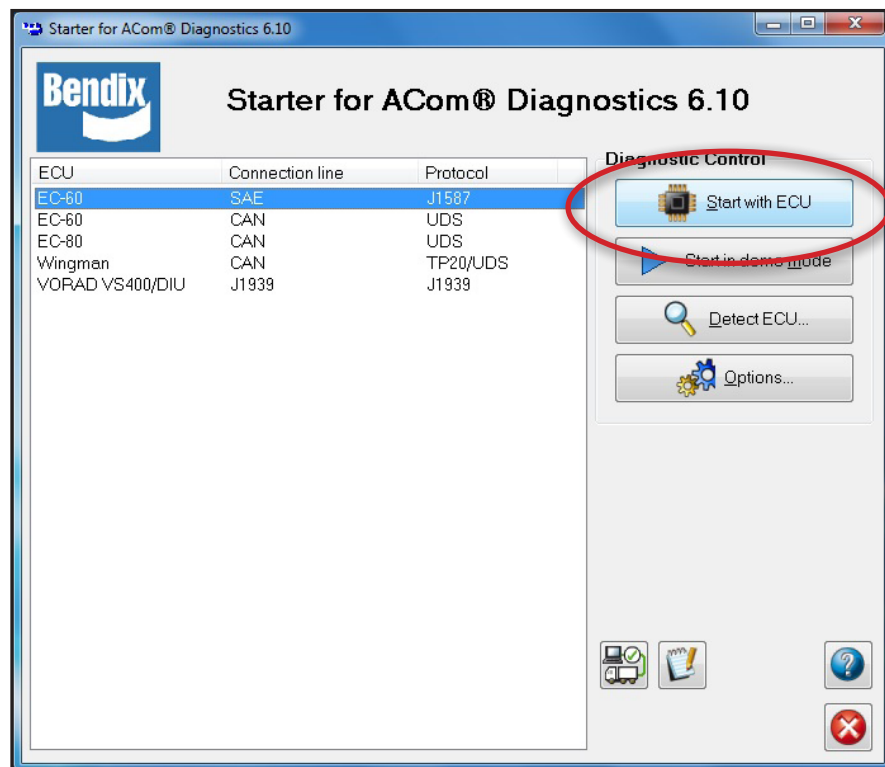 Starter for ACom® Diagnostics 6.10
Bendix
Starter for ACom® Diagnostics 6.10
ECU Connection line Protocol
EC-60 SAE J1587
EC-60 CAN UDS
EC-80 CAN UDS
Wingman CAN TP20/UDS
VORAD VS400/DIU J1939 J1939
Diagnostic Control
Start with ECU
Start in demo mode
Detect ECU...
Options...